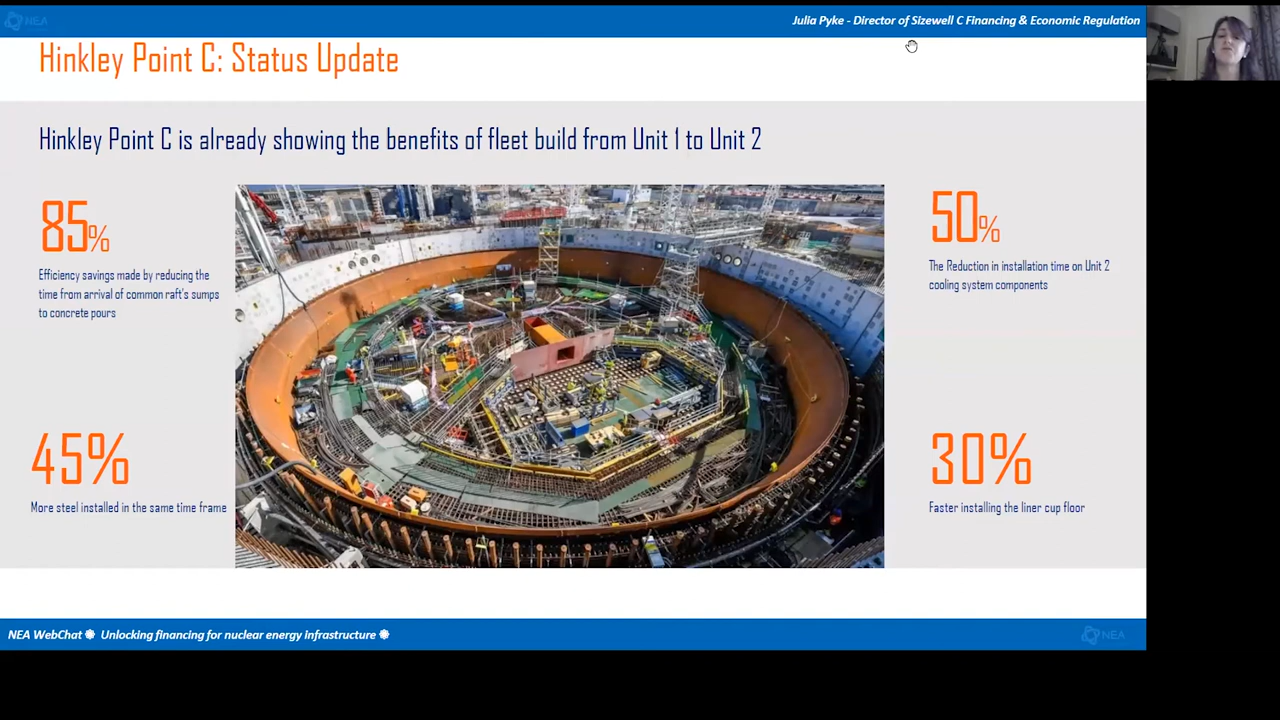 NEA
Julia Pyke - Director of Sizewell C Financing & Economic Regulation
Hinkley Point C: Status Update
Hinkley Point C is already showing the benefits of fleet build from Unit 1 to Unit 2
85%
Efficiency savings made by reducing the
time from arrival of common raft's sumps
to concrete pours
50%
The Reduction in installation time on Unit 2
cooling system components
45%
More steel installed in the same time frame
30%
Faster installing the liner cup floor
NEA WebChat Unlocking financing for nuclear energy infrastructure
NEA